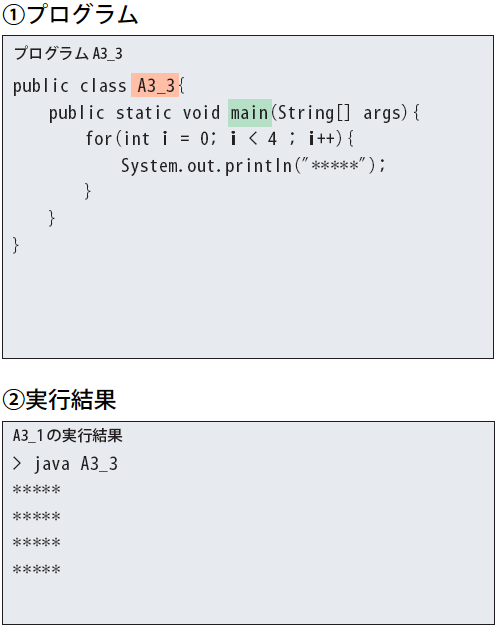 ①プログラム
プログラム A3_3
public class A3_3{
public static void main(String[] args){
for(int i = 0; i < 4 ; i++){
System.out.println("*****");
}
}
}
②実行結果
A3_1の実行結果
> java A3_3
*****
*****
*****
*****